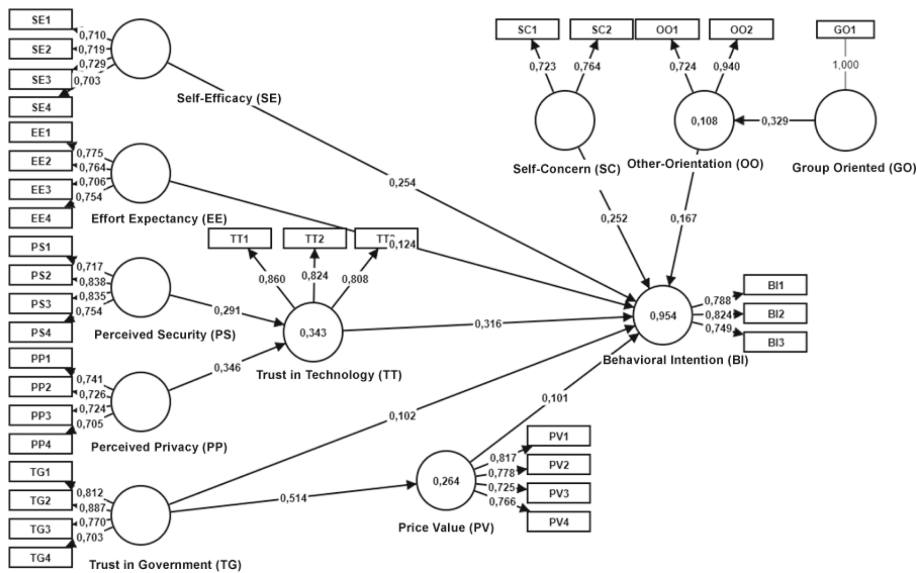 SE1
0,710
SE2
0,719
SE3
0,729
0,703
SE4
Self-Efficacy (SE)
EE1
0,775
EE2
0,764
EE3
0,706
0,754
EE4
Effort Expectancy (EE)
PS1
0,717
PS2
0,838
PS3
0,835
0,754
PS4
Perceived Security (PS)
PP1
0,741
PP2
0,726
PP3
0,724
0,705
PP4
Perceived Privacy (PP)
TG1
0,812
TG2
0,887
TG3
0,770
0,703
TG4
Trust in Government (TG)
TT1
TT2
0,860
0,824
0,808
0,291
0,346
0,343
Trust in Technology (TT)
0,254
0,124
0,316
0,102
0,514
SC1
SC2
0,723
0,764
Self-Concern (SC)
0,252
OO1
OO2
0,724
0,940
0,108
Other-Orientation (OO)
0,167
GO1
1,000
0,329
Group Oriented (GO)
0,954
Behavioral Intention (BI)
0,788
BI1
0,824
BI2
0,749
BI3
0,101
0,264
Price Value (PV)
0,817
PV1
0,778
PV2
0,725
PV3
0,766
PV4